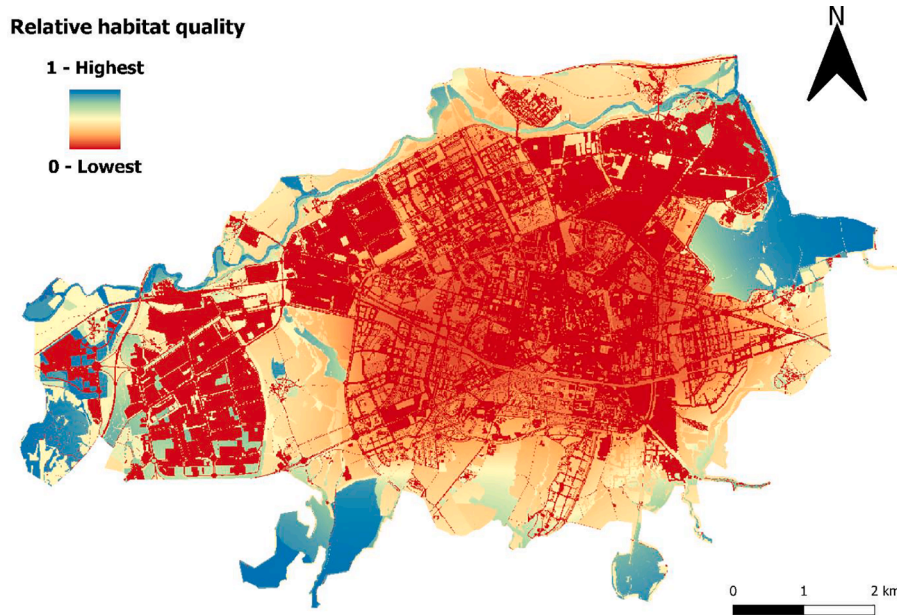 Relative habitat quality
1 - Highest
0 - Lowest
N
0 1 2 km